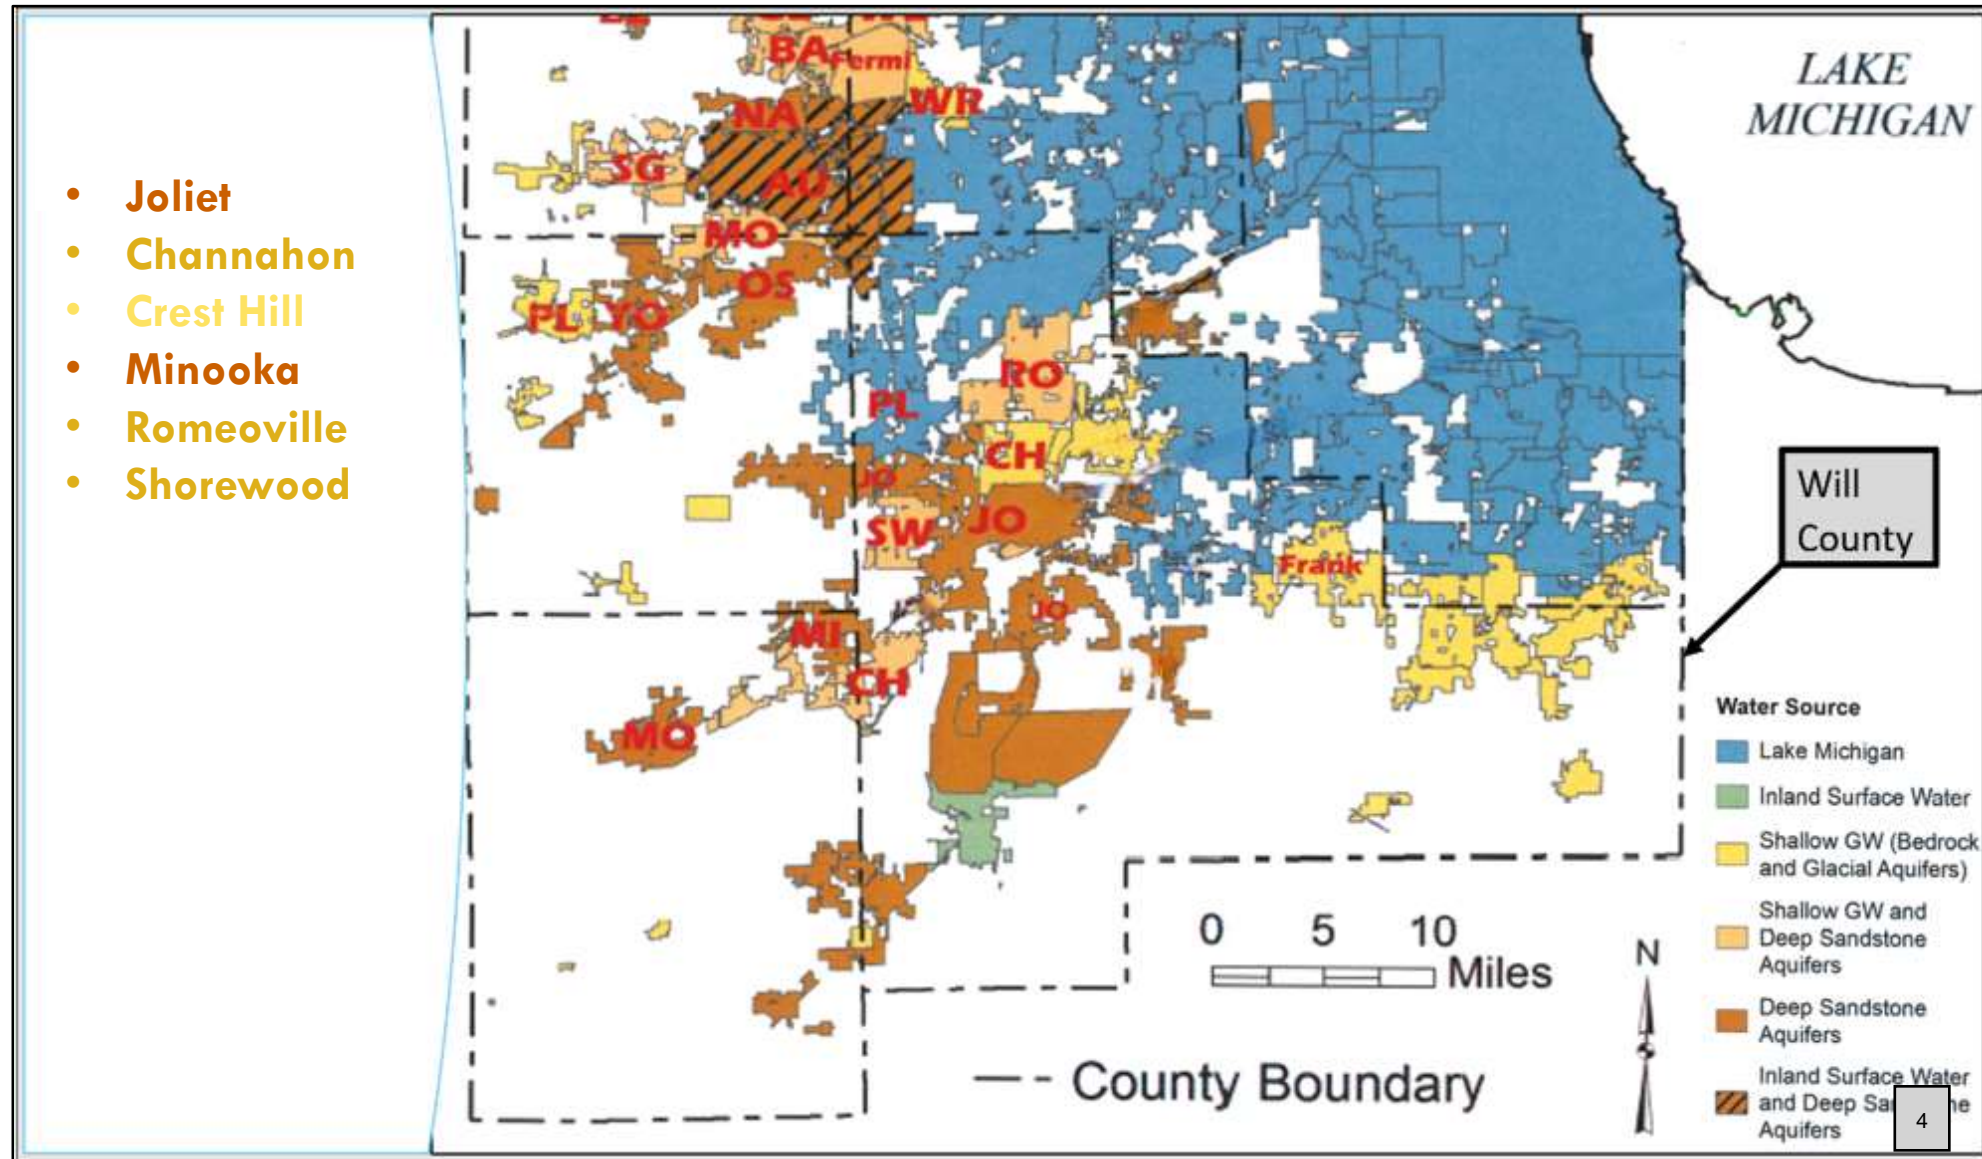 • Joliet
• Channahon
• Crest Hill
• Minooka
• Romeoville
• Shorewood
BA
Fermi
NA
WR
SG
AU
MO
OS
PL
YO
RO
PL
CH
JO
JO
SW
Frank
JO
MI
CH
MO
LAKE
MICHIGAN
Will
County
Water Source
Lake Michigan
Inland Surface Water
Shallow GW (Bedrock
and Glacial Aquifers)
Shallow GW and
Deep Sandstone
Aquifers
Deep Sandstone
Aquifers
Inland Surface Water
and Deep
Aquifers
0 5 10
Miles
N
County Boundary
4